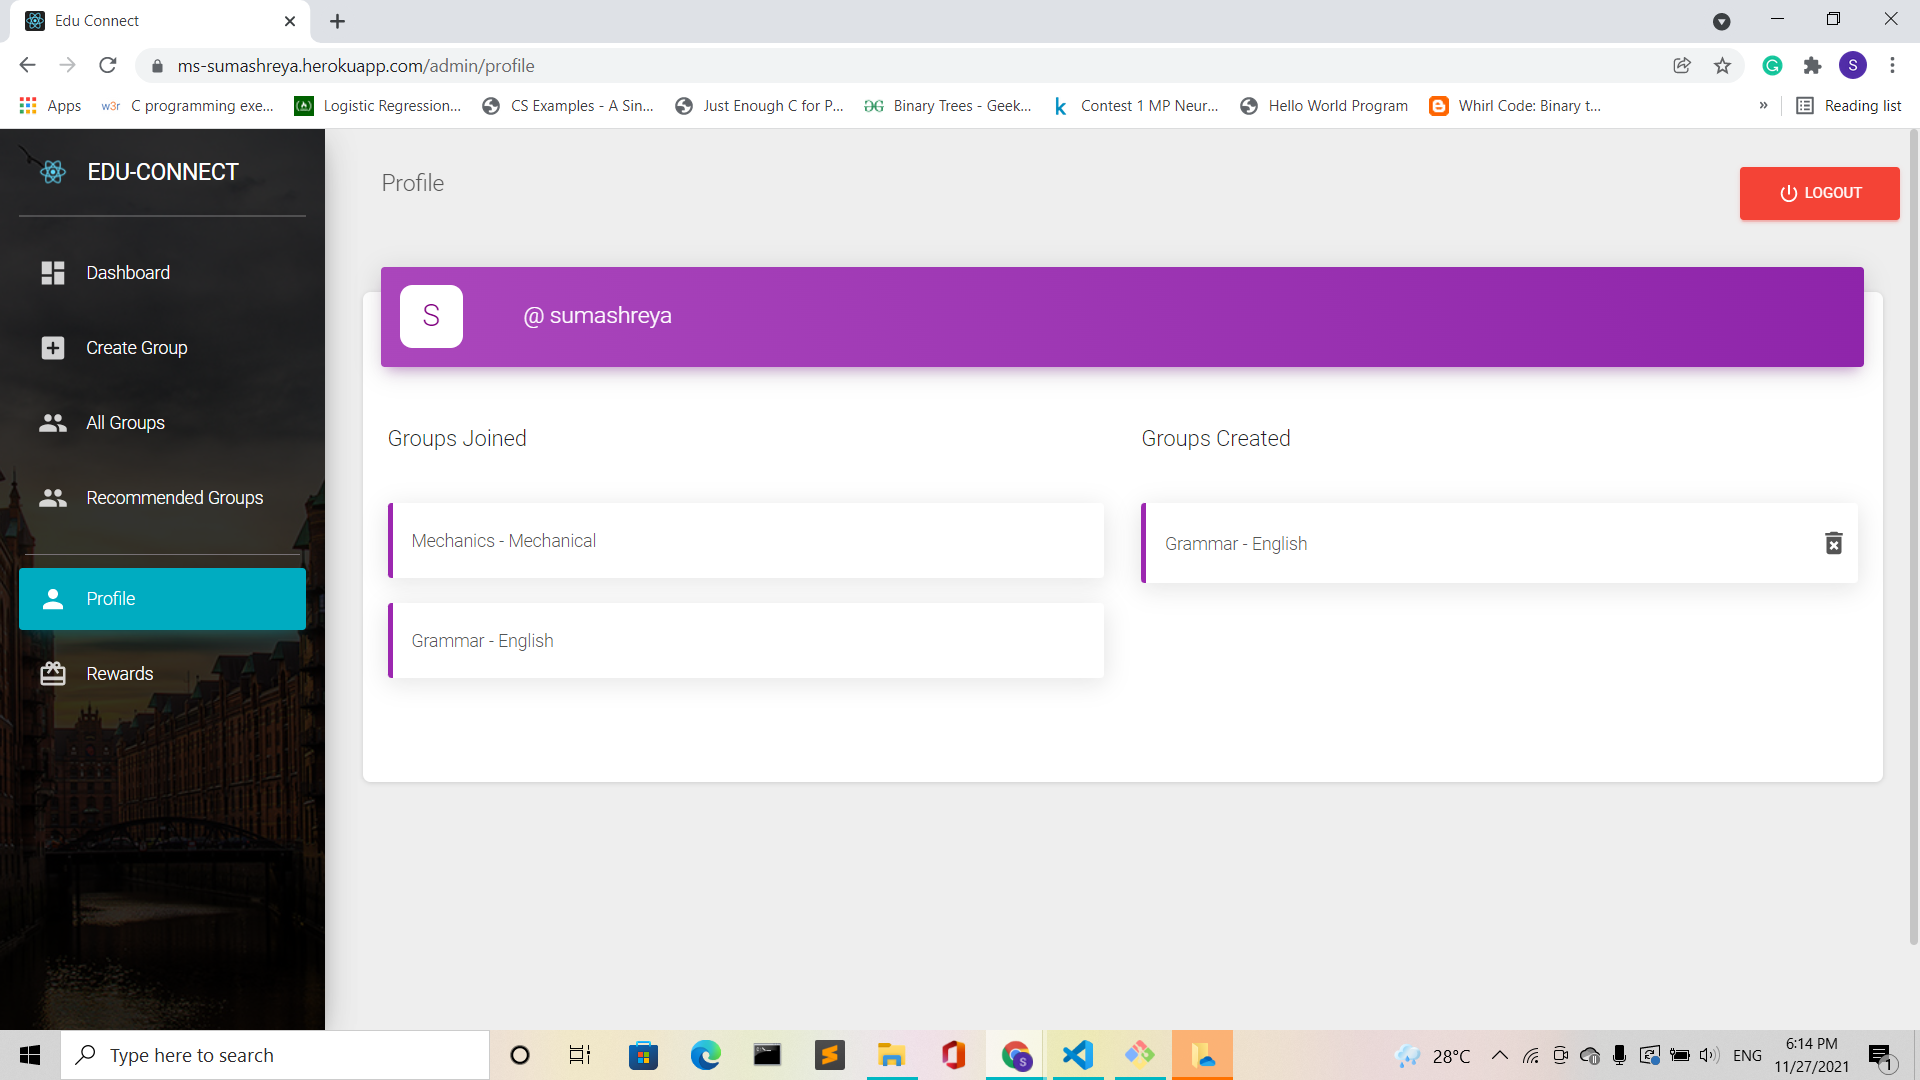 Edu Connect
ms-sumashreya.herokuapp.com/admin/profile
S
Apps
w3r C programming exe...
Logistic Regression...
CS Examples - A Sin...
Just Enough C for P...
Binary Trees - Geek...
k Contest 1 MP Neur...
Hello World Program
Whirl Code: Binary t...
»
Reading list
EDU-CONNECT
Dashboard
Create Group
All Groups
Recommended Groups
Profile
Rewards
Profile
LOGOUT
S
@ sumashreya
Groups Joined
Mechanics - Mechanical
Grammar - English
Groups Created
Grammar - English
Type here to search
S
28°C
ENG
6:14 PM
11/27/2021
1